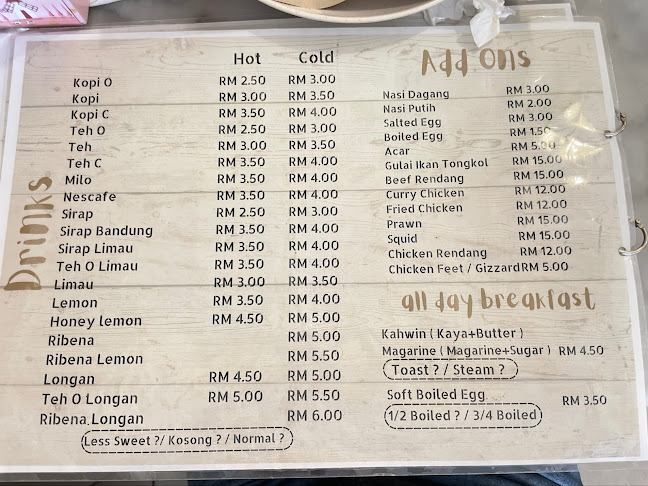 Drinks
Hot Cold
Kopi O RM 2.50 RM 3.00
Kopi RM 3.00 RM 3.50
Kopi C RM 3.50 RM 4.00
Teh O RM 2.50 RM 3.00
Teh RM 3.00 RM 3.50
Teh C RM 3.50 RM 4.00
Milo RM 3.50 RM 4.00
Nescafe RM 3.50 RM 4.00
Sirap RM 2.50 RM 3.00
Sirap Bandung RM 3.50 RM 4.00
Sirap Limau RM 3.50 RM 4.00
Teh O Limau RM 3.50 RM 4.00
Limau RM 3.00 RM 3.50
Lemon RM 3.50 RM 4.00
Honey lemon RM 4.50 RM 5.00
Ribena RM 5.00
Ribena Lemon RM 5.50
Longan RM 4.50 RM 5.00
Teh O Longan RM 5.00 RM 5.50
Ribena Longan RM 6.00
Less Sweet ?/ Kosong ? / Normal ?
Add Ons
Nasi Dagang RM 3.00
Nasi Putih RM 2.00
Salted Egg RM 3.00
Boiled Egg RM 1.50
Acar RM 5.00
Gulai Ikan Tongkol RM 15.00
Beef Rendang RM 15.00
Curry Chicken RM 12.00
Fried Chicken RM 12.00
Prawn RM 15.00
Squid RM 15.00
Chicken Rendang RM 12.00
Chicken Feet / Gizzard RM 5.00
all day breakfast
Kahwin ( Kaya+Butter )
Magarine ( Magarine+Sugar ) RM 4.50
Toast ? / Steam ?
Soft Boiled Egg RM 3.50
1/2 Boiled ? / 3/4 Boiled